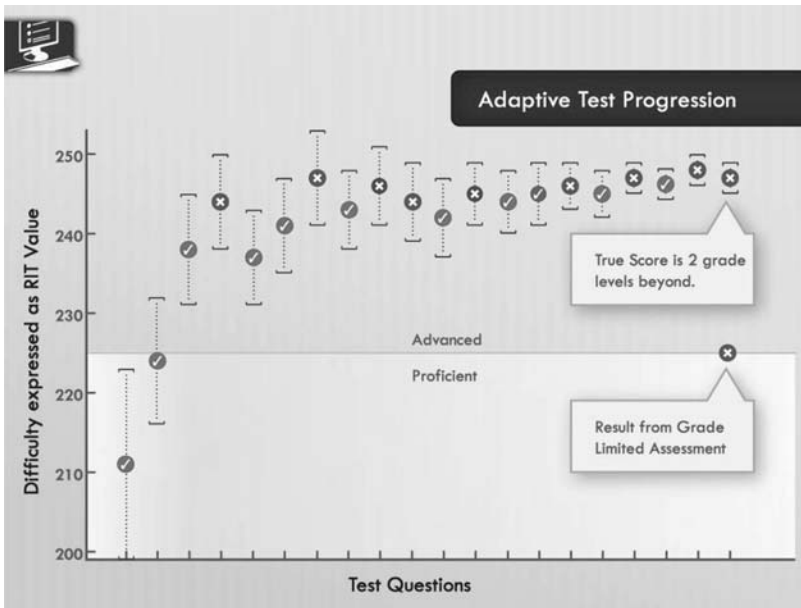 Adaptive Test Progression
Difficulty expressed as RIT Value
250
240
230
220
210
200
True Score is 2 grade
levels beyond.
Advanced
Proficient
Result from Grade
Limited Assessment
Test Questions